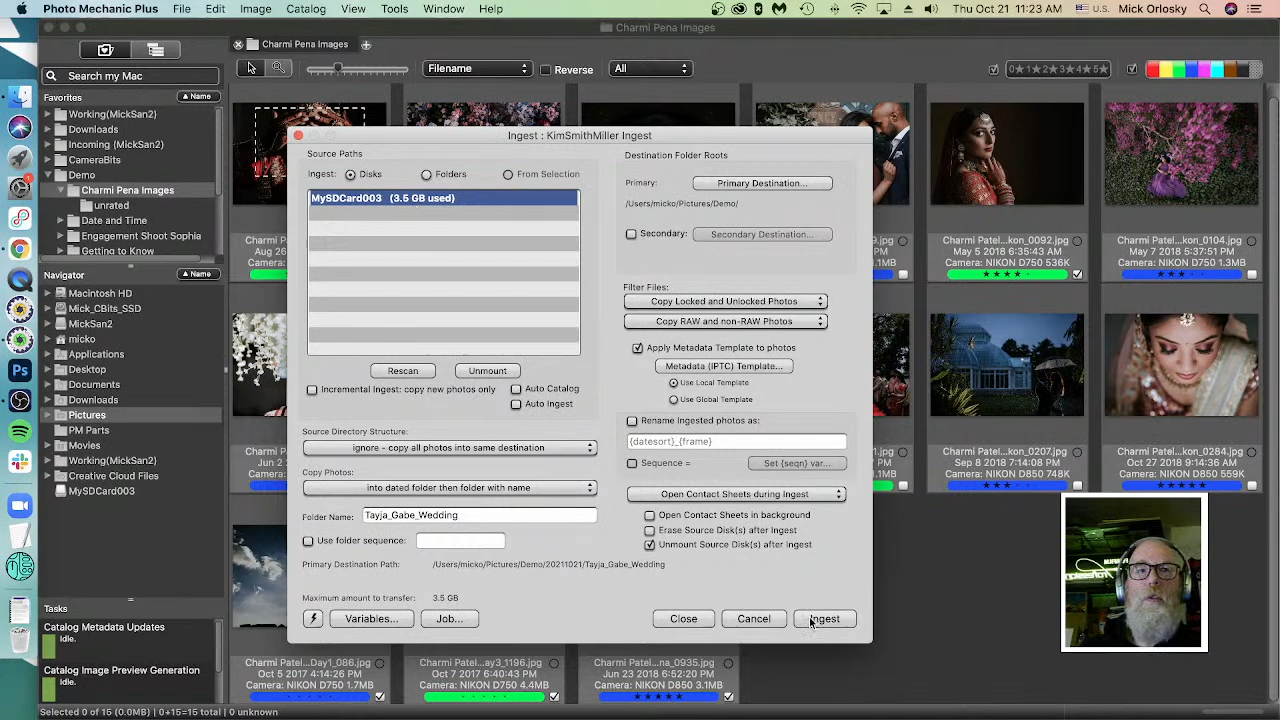 Photo Mechanic Plus File Edit Image Catalog View Tools Window Help
Thu Oct 21 11:23 AM U.S. Mick Orlosky
Charmi Pena Images
Charmi Pena Images
Search my Mac
Filename
Reverse
All
0★1★2★3★4★5★
Favorites
Name
Working(MickSan2)
Downloads
Incoming (MickSan2)
CameraBits
Demo
Charmi Pena Images
unrated
Date and Time
Engagement Shoot Sophia
Getting to Know
Navigator
Name
Macintosh HD
Mick_CBits_SSD
MickSan2
micko
Applications
Desktop
Documents
Downloads
Pictures
PM Parts
Movies
Working(MickSan2)
Creative Cloud Files
MySDCard003
Tasks
Catalog Metadata Updates
Idle.
Catalog Image Preview Generation
Idle.
Selected 0 of 15 (0.0MB) | 0+15=15 total | 0 unknown
Ingest : KimSmithMiller Ingest
Source Paths
Ingest: Disks Folders From Selection
MySDCard003 (3.5 GB used)
Rescan Unmount
Incremental Ingest: copy new photos only
Auto Catalog
Auto Ingest
Source Directory Structure:
ignore - copy all photos into same destination
Copy Photos:
into dated folder then folder with name
Folder Name: Tayja_Gabe_Wedding
Use folder sequence:
Primary Destination Path: /Users/micko/Pictures/Demo/20211021/Tayja_Gabe_Wedding
Maximum amount to transfer: 3.5 GB
Variables... Job...
Close Cancel Ingest
Destination Folder Roots
Primary: Primary Destination...
/Users/micko/Pictures/Demo/
Secondary: Secondary Destination...
Filter Files:
Copy Locked and Unlocked Photos
Copy RAW and non-RAW Photos
Apply Metadata Template to photos
Metadata (IPTC) Template...
Use Local Template
Use Global Template
Rename Ingested photos as:
{datesort}_{frame}
Sequence = Set {seqn} var...
Open Contact Sheets during Ingest
Open Contact Sheets in background
Erase Source Disk(s) after Ingest
Unmount Source Disk(s) after Ingest
Charmi Patel...kon_0092.jpg
May 5 2018 6:35:43 AM
Camera: NIKON D750 536K
Charmi Patel...kon_0104.jpg
May 7 2018 5:37:51 PM
Camera: NIKON D750 1.3MB
Charmi Patel...kon_0207.jpg
Sep 8 2018 7:14:08 PM
Camera: NIKON D850 748K
Charmi Patel...kon_0284.jpg
Oct 27 2018 9:04:36 AM
Camera: NIKON D850 559K
Charmi Patel...Day1_086.jpg
Oct 5 2017 4:14:26 PM
Camera: NIKON D750 1.7MB
Charmi Patel...ay3_1196.jpg
Oct 7 2017 6:40:43 PM
Camera: NIKON D750 4.4MB
Charmi Patel...na_0935.jpg
Jun 23 2018 6:52:20 PM
Camera: NIKON D850 3.1MB